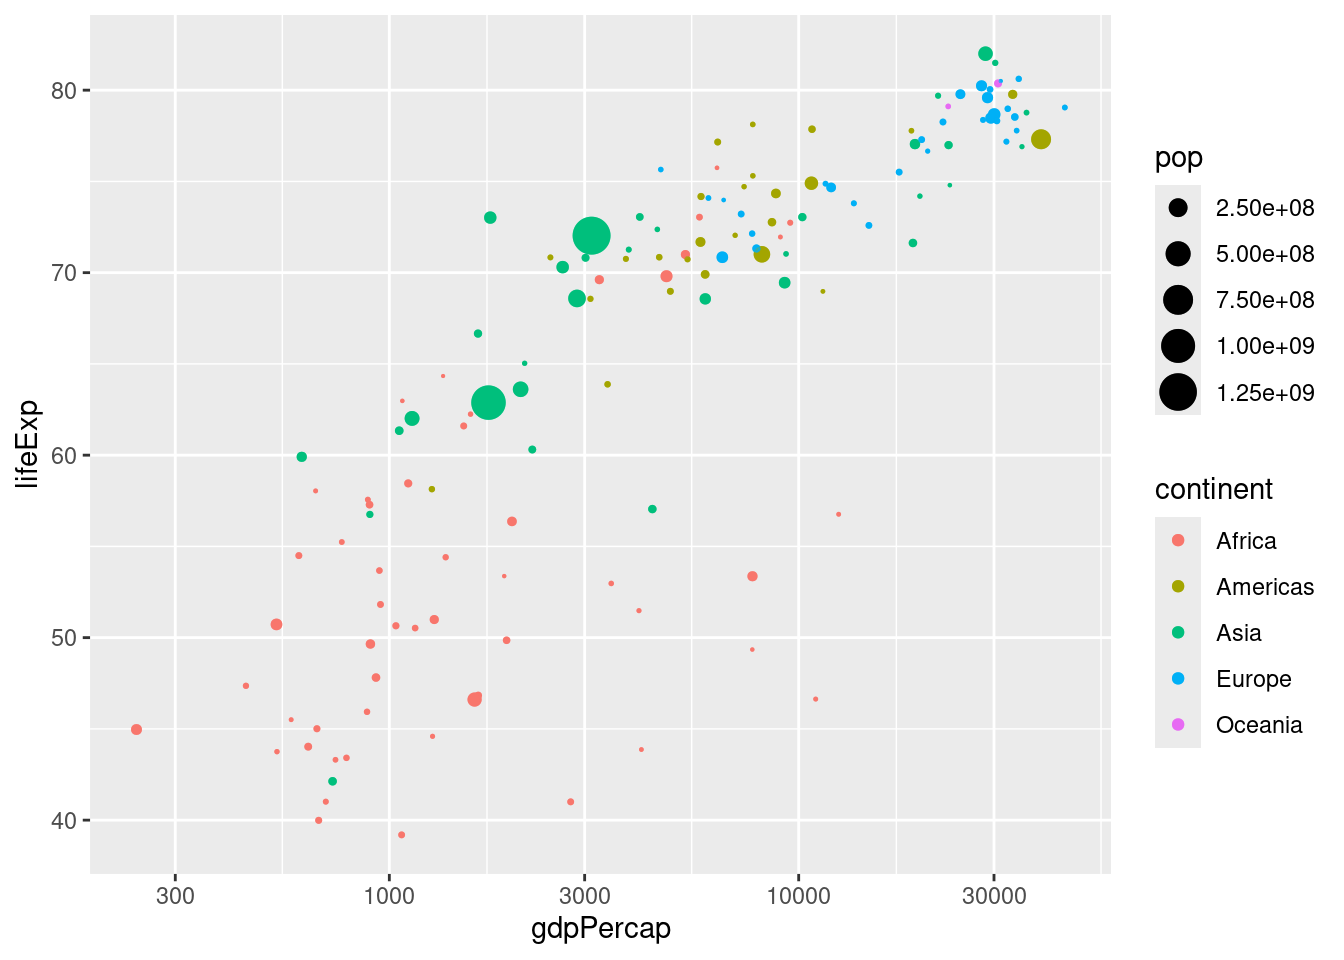 80
70
60
50
40
lifeExp
300 1000 3000 10000 30000
gdpPercap
pop
2.50e+08
5.00e+08
7.50e+08
1.00e+09
1.25e+09
continent
Africa
Americas
Asia
Europe
Oceania